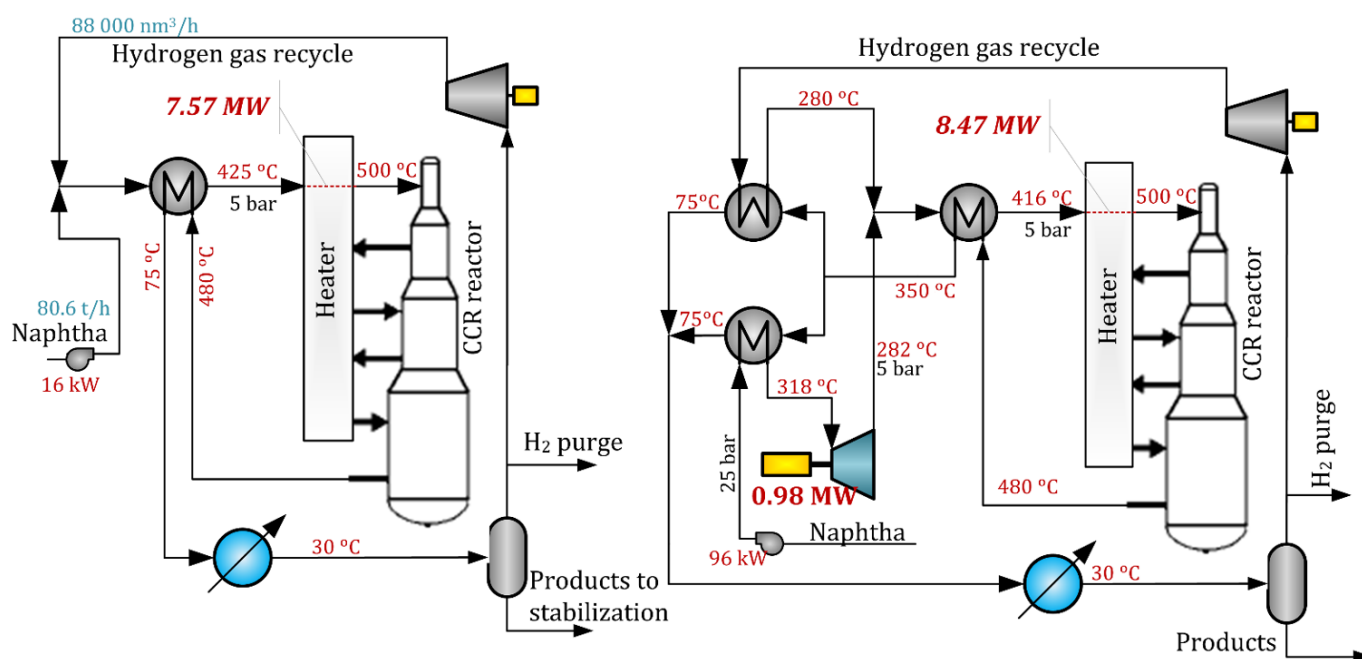 88 000 nm³/h
Hydrogen gas recycle
7.57 MW
425 ºC
5 bar
500 ºC
75 ºC
480 ºC
Heater
CCR reactor
80.6 t/h
Naphtha
16 kW
H₂ purge
30 ºC
Products to
stabilization
Hydrogen gas recycle
280 ºC
8.47 MW
75ºC
416 ºC
5 bar
500 ºC
350 ºC
75ºC
282 ºC
5 bar
318 ºC
Heater
CCR reactor
25 bar
0.98 MW
480 ºC
H₂ purge
Naphtha
96 kW
30 ºC
Products